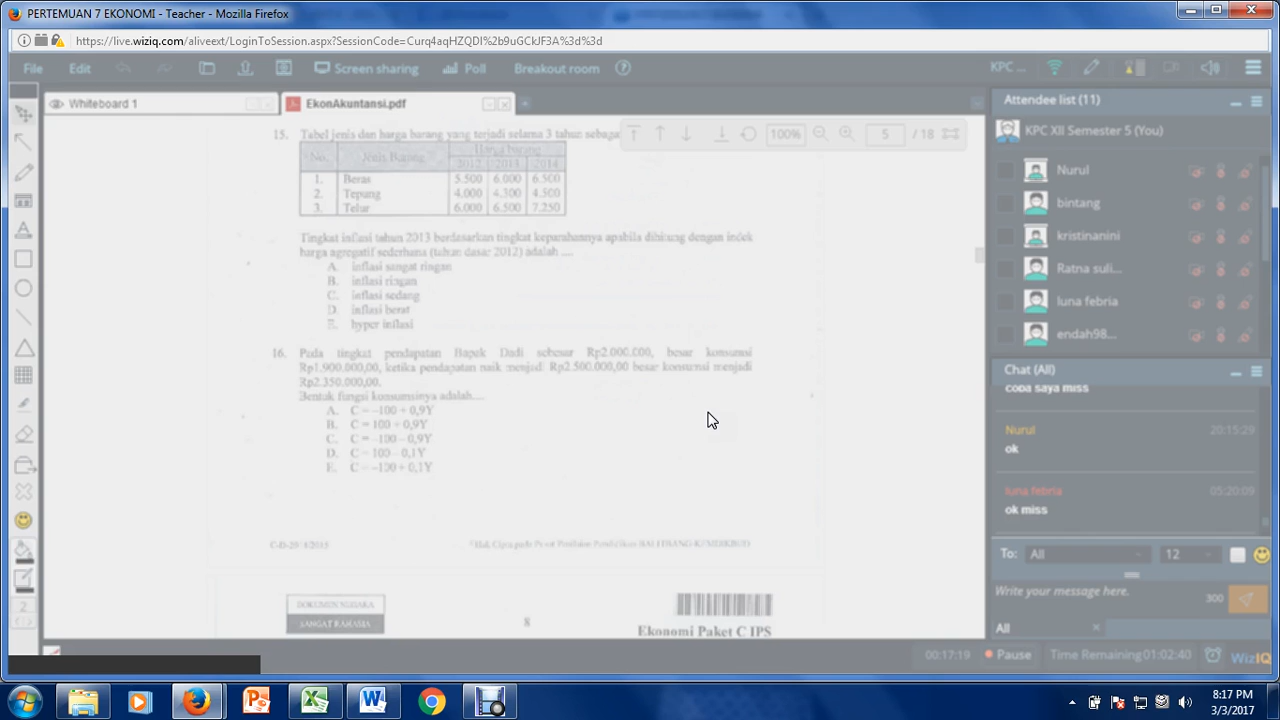 PERTEMUAN 7 EKONOMI - Teacher - Mozilla Firefox
https://live.wiziq.com/aliveext/LoginToSession.aspx?SessionCode=Curq4aqHZQDI%2b9uGCkJF3A%3d%3d
File Edit Screen sharing Poll Breakout room KPC ...
Whiteboard 1 EkonAkuntansi.pdf
100% 5 / 18
15. Tabel jenis dan harga barang yang terjadi selama 3 tahun sebaga
No. Jenis Barang Harga barang
2012 2013 2014
1. Beras 5.500 6.000 6.500
2. Tepung 4.000 4.300 4.500
3. Telur 6.000 6.500 7.250
Tingkat inflasi tahun 2013 berdasarkan tingkat keparahannya apabila dihitung dengan indek
harga agregatif sederhana (tahun dasar 2012) adalah ....
A. inflasi sangat ringan
B. inflasi ringan
C. inflasi sedang
D. inflasi berat
E. hyper inflasi
16. Pada tingkat pendapatan Bapak Dadi sebesar Rp2.000.000, besar konsumsi
Rp1.900.000,00, ketika pendapatan naik menjadi Rp2.500.000,00 besar konsumsi menjadi
Rp2.350.000,00.
Bentuk fungsi konsumsinya adalah....
A. C = –100 + 0,9Y
B. C = 100 + 0,9Y
C. C = –100 – 0,9Y
D. C = 100 – 0,1Y
E. C = –100 + 0,1Y
DOKUMEN NEGARA
SANGAT RAHASIA
8
Ekonomi Paket C IPS
Attendee list (11)
KPC XII Semester 5 (You)
Nurul
bintang
kristinanini
Ratna suli...
luna febria
endah98...
Chat (All)
coba saya miss
Nurul 20:15:29
ok
luna febria 05:20:09
ok miss
To: All 12
Write your message here. 300
All
00:17:19 Pause Time Remaining 01:02:40 WizIQ
8:17 PM
3/3/2017